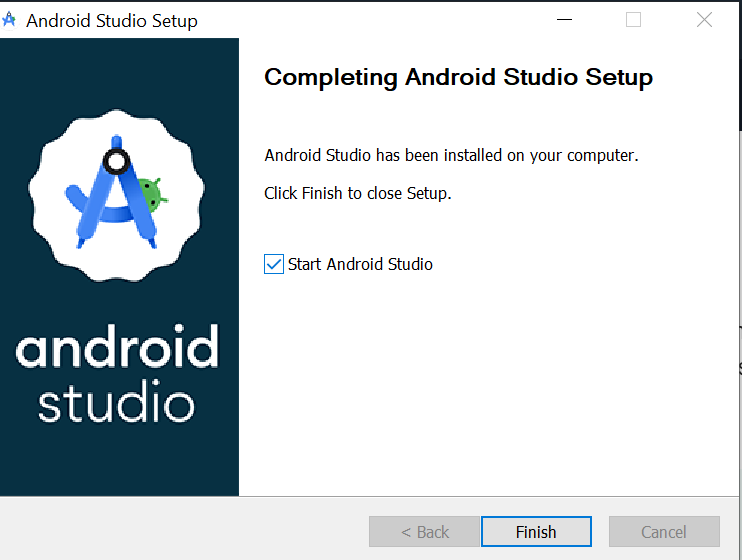 Android Studio Setup
Completing Android Studio Setup
Android Studio has been installed on your computer.
Click Finish to close Setup.
Start Android Studio
android
studio
< Back
Finish
Cancel